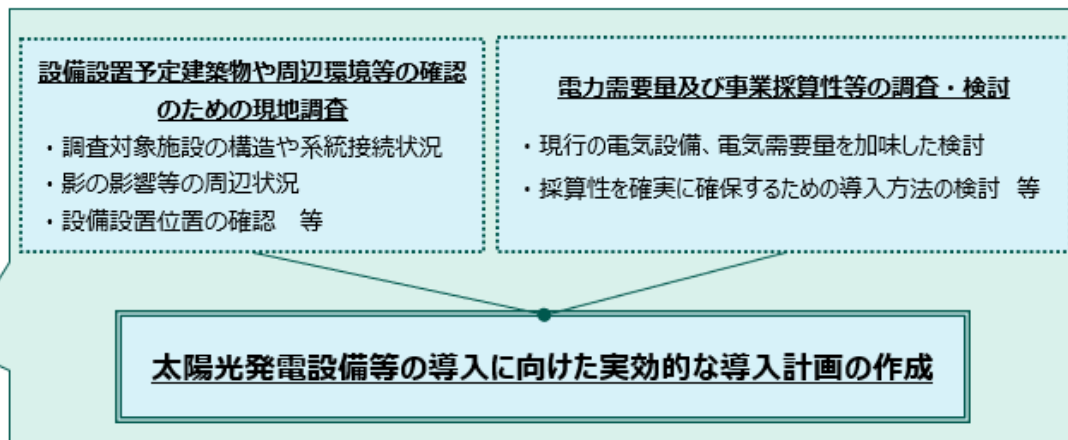 設備設置予定建築物や周辺環境等の確認
のための現地調査
・調査対象施設の構造や系統接続状況
・影の影響等の周辺状況
・設備設置位置の確認　等
電力需要量及び事業採算性等の調査・検討
・現行の電気設備、電気需要量を加味した検討
・採算性を確実に確保するための導入方法の検討　等
太陽光発電設備等の導入に向けた実効的な導入計画の作成